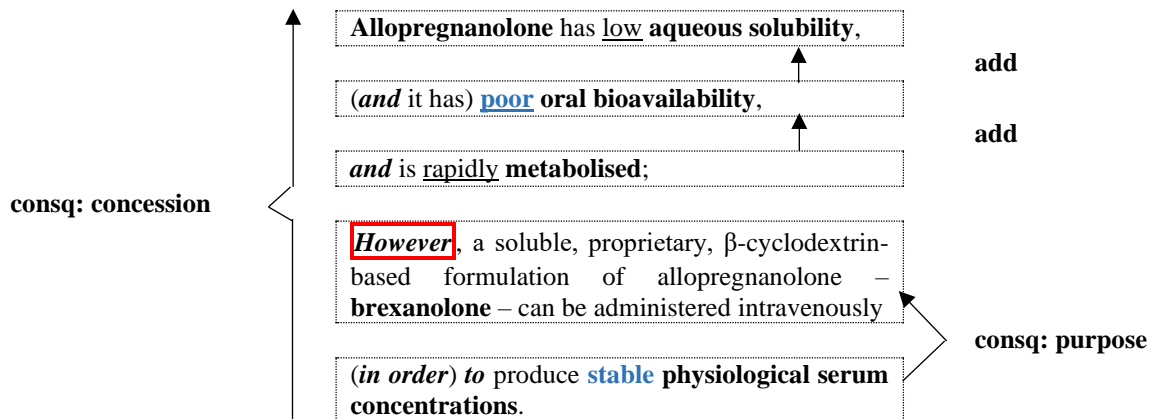 Allopregnanolone has low aqueous solubility,
add
(and it has) poor oral bioavailability,
add
and is rapidly metabolised;
consq: concession
However, a soluble, proprietary, β-cyclodextrin-
based formulation of allopregnanolone –
brexanolone – can be administered intravenously
consq: purpose
(in order) to produce stable physiological serum
concentrations.